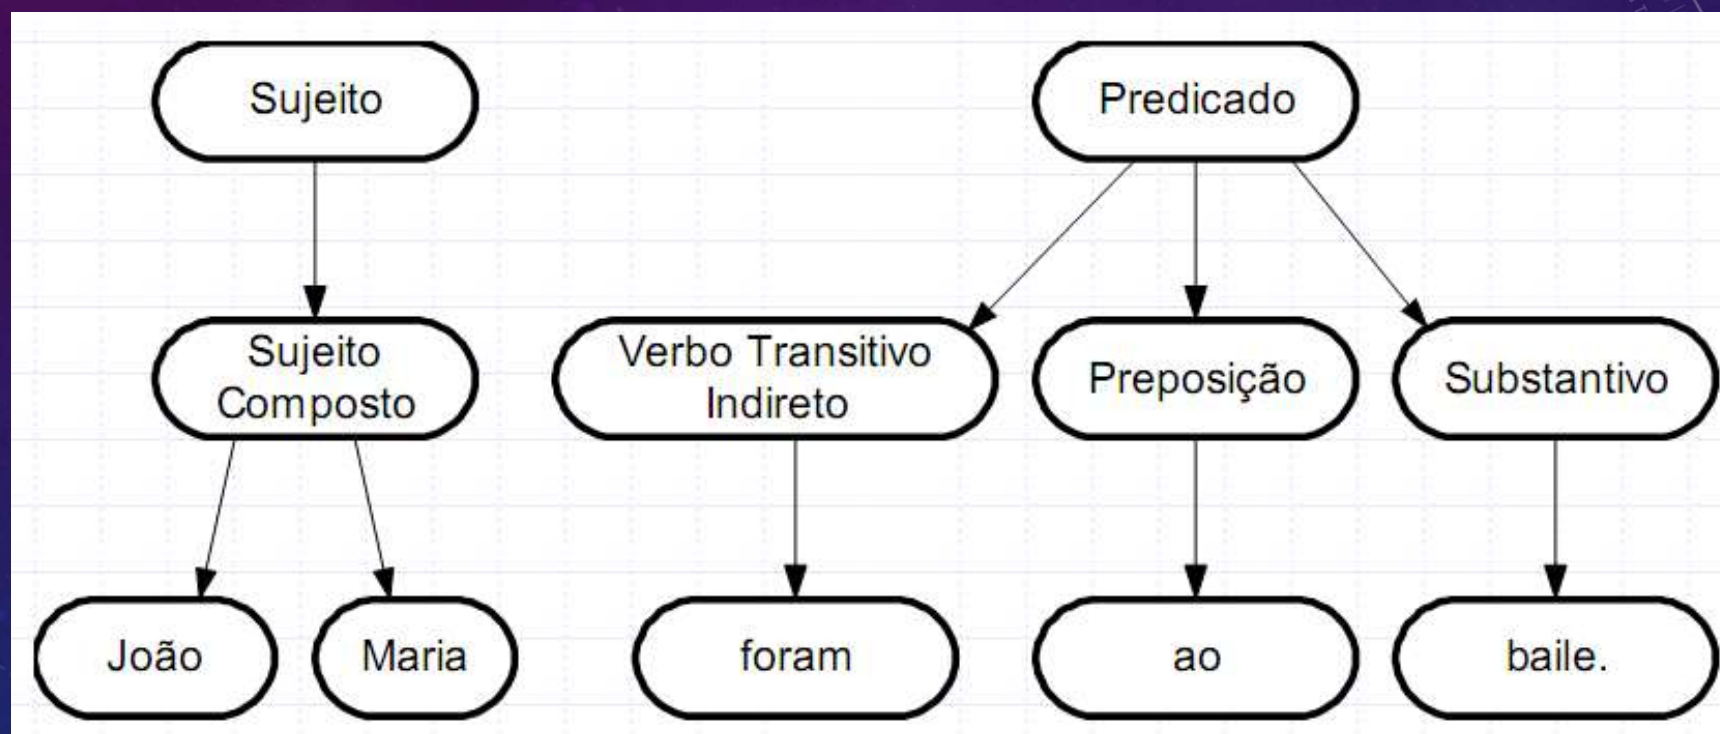 Sujeito
Predicado
Sujeito
Composto
Verbo Transitivo
Indireto
Preposição
Substantivo
João
Maria
foram
ao
baile.